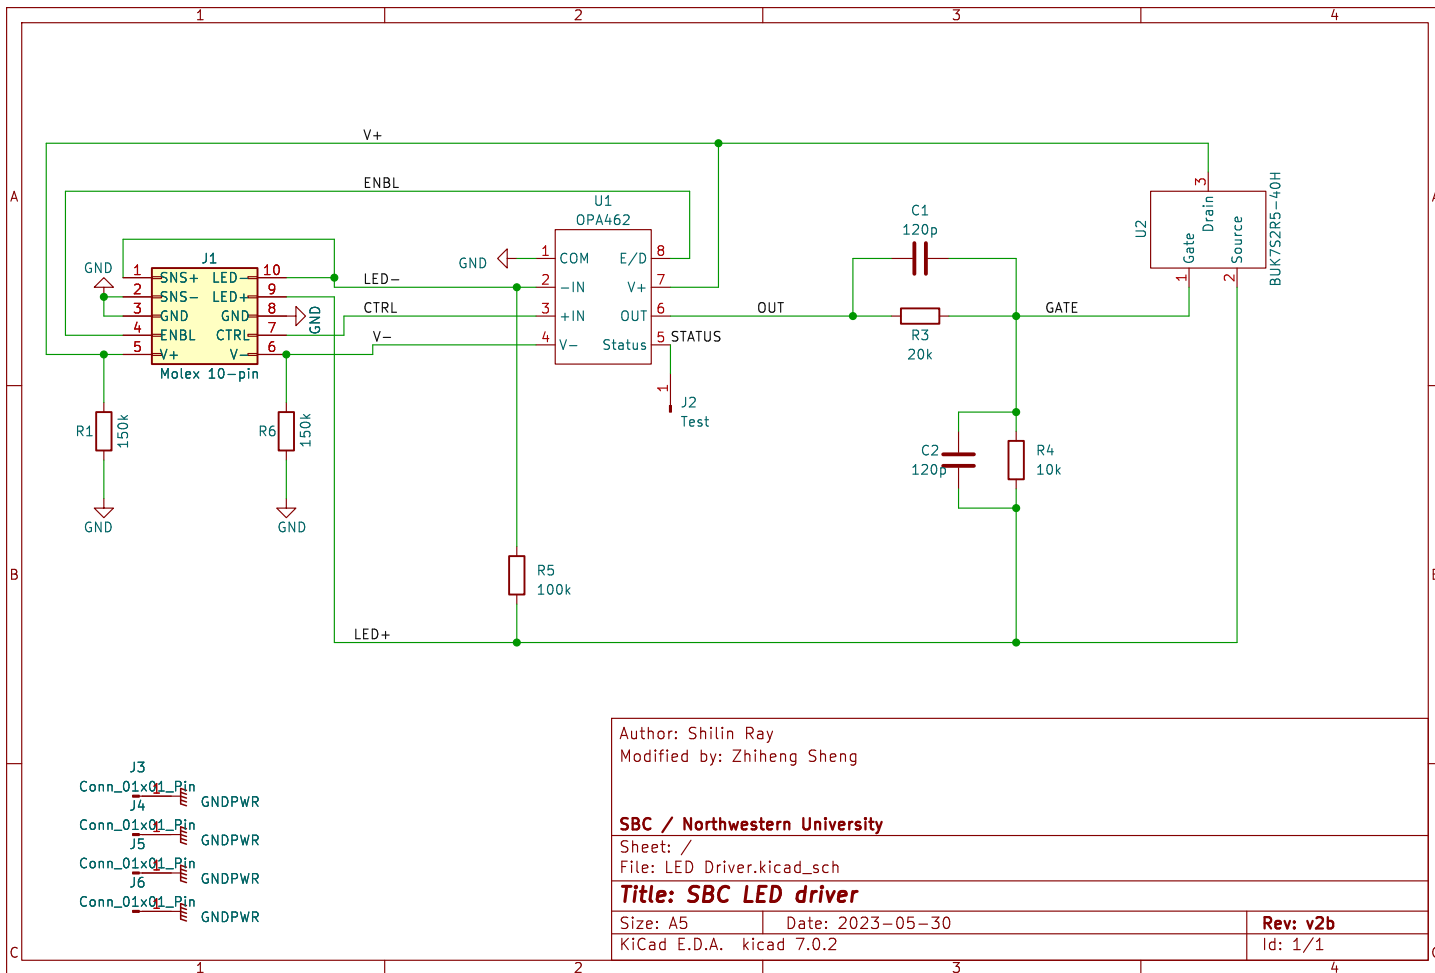 1 2 3 4
V+
ENBL
A
A
U1
OPA462
C1
120p
U2
3
Drain
Gate
Source
1
2
BUK7S2R5-40H
GND
J1
1 SNS+ LED- 10
2 SNS- LED+ 9
3 GND GND 8
4 ENBL CTRL 7
5 V+ V- 6
Molex 10-pin
GND
LED-
CTRL
V-
GND
1 COM E/D 8
2 -IN V+ 7
3 +IN OUT 6
4 V- Status 5
STATUS
OUT
GATE
R3
20k
1
J2
Test
R1
150k
R6
150k
GND
GND
C2
120p
R4
10k
B
R5
100k
LED+
J3
Conn_01x01_Pin
1
GNDPWR
J4
Conn_01x01_Pin
1
GNDPWR
J5
Conn_01x01_Pin
1
GNDPWR
J6
Conn_01x01_Pin
1
GNDPWR
Author: Shilin Ray
Modified by: Zhiheng Sheng
SBC / Northwestern University
Sheet: /
File: LED Driver.kicad_sch
Title: SBC LED driver
Size: A5 Date: 2023-05-30 Rev: v2b
KiCad E.D.A. kicad 7.0.2 Id: 1/1
C
1 2 3 4